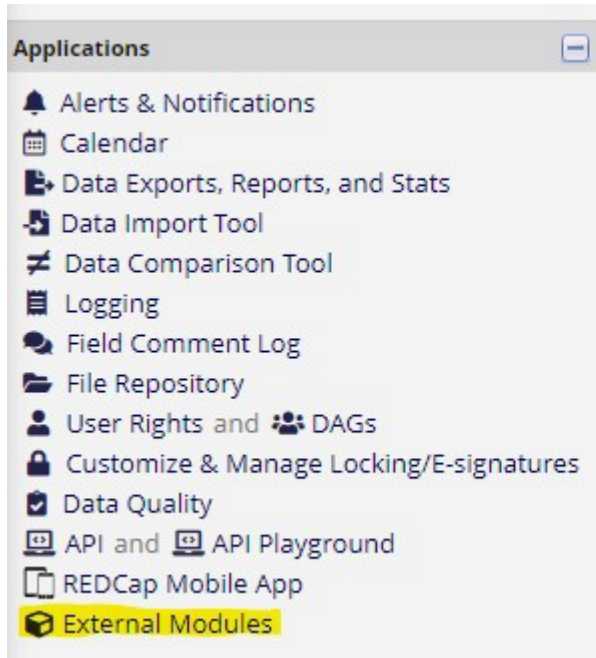 Applications
Alerts & Notifications
Calendar
Data Exports, Reports, and Stats
Data Import Tool
Data Comparison Tool
Logging
Field Comment Log
File Repository
User Rights and DAGs
Customize & Manage Locking/E-signatures
Data Quality
API and API Playground
REDCap Mobile App
External Modules